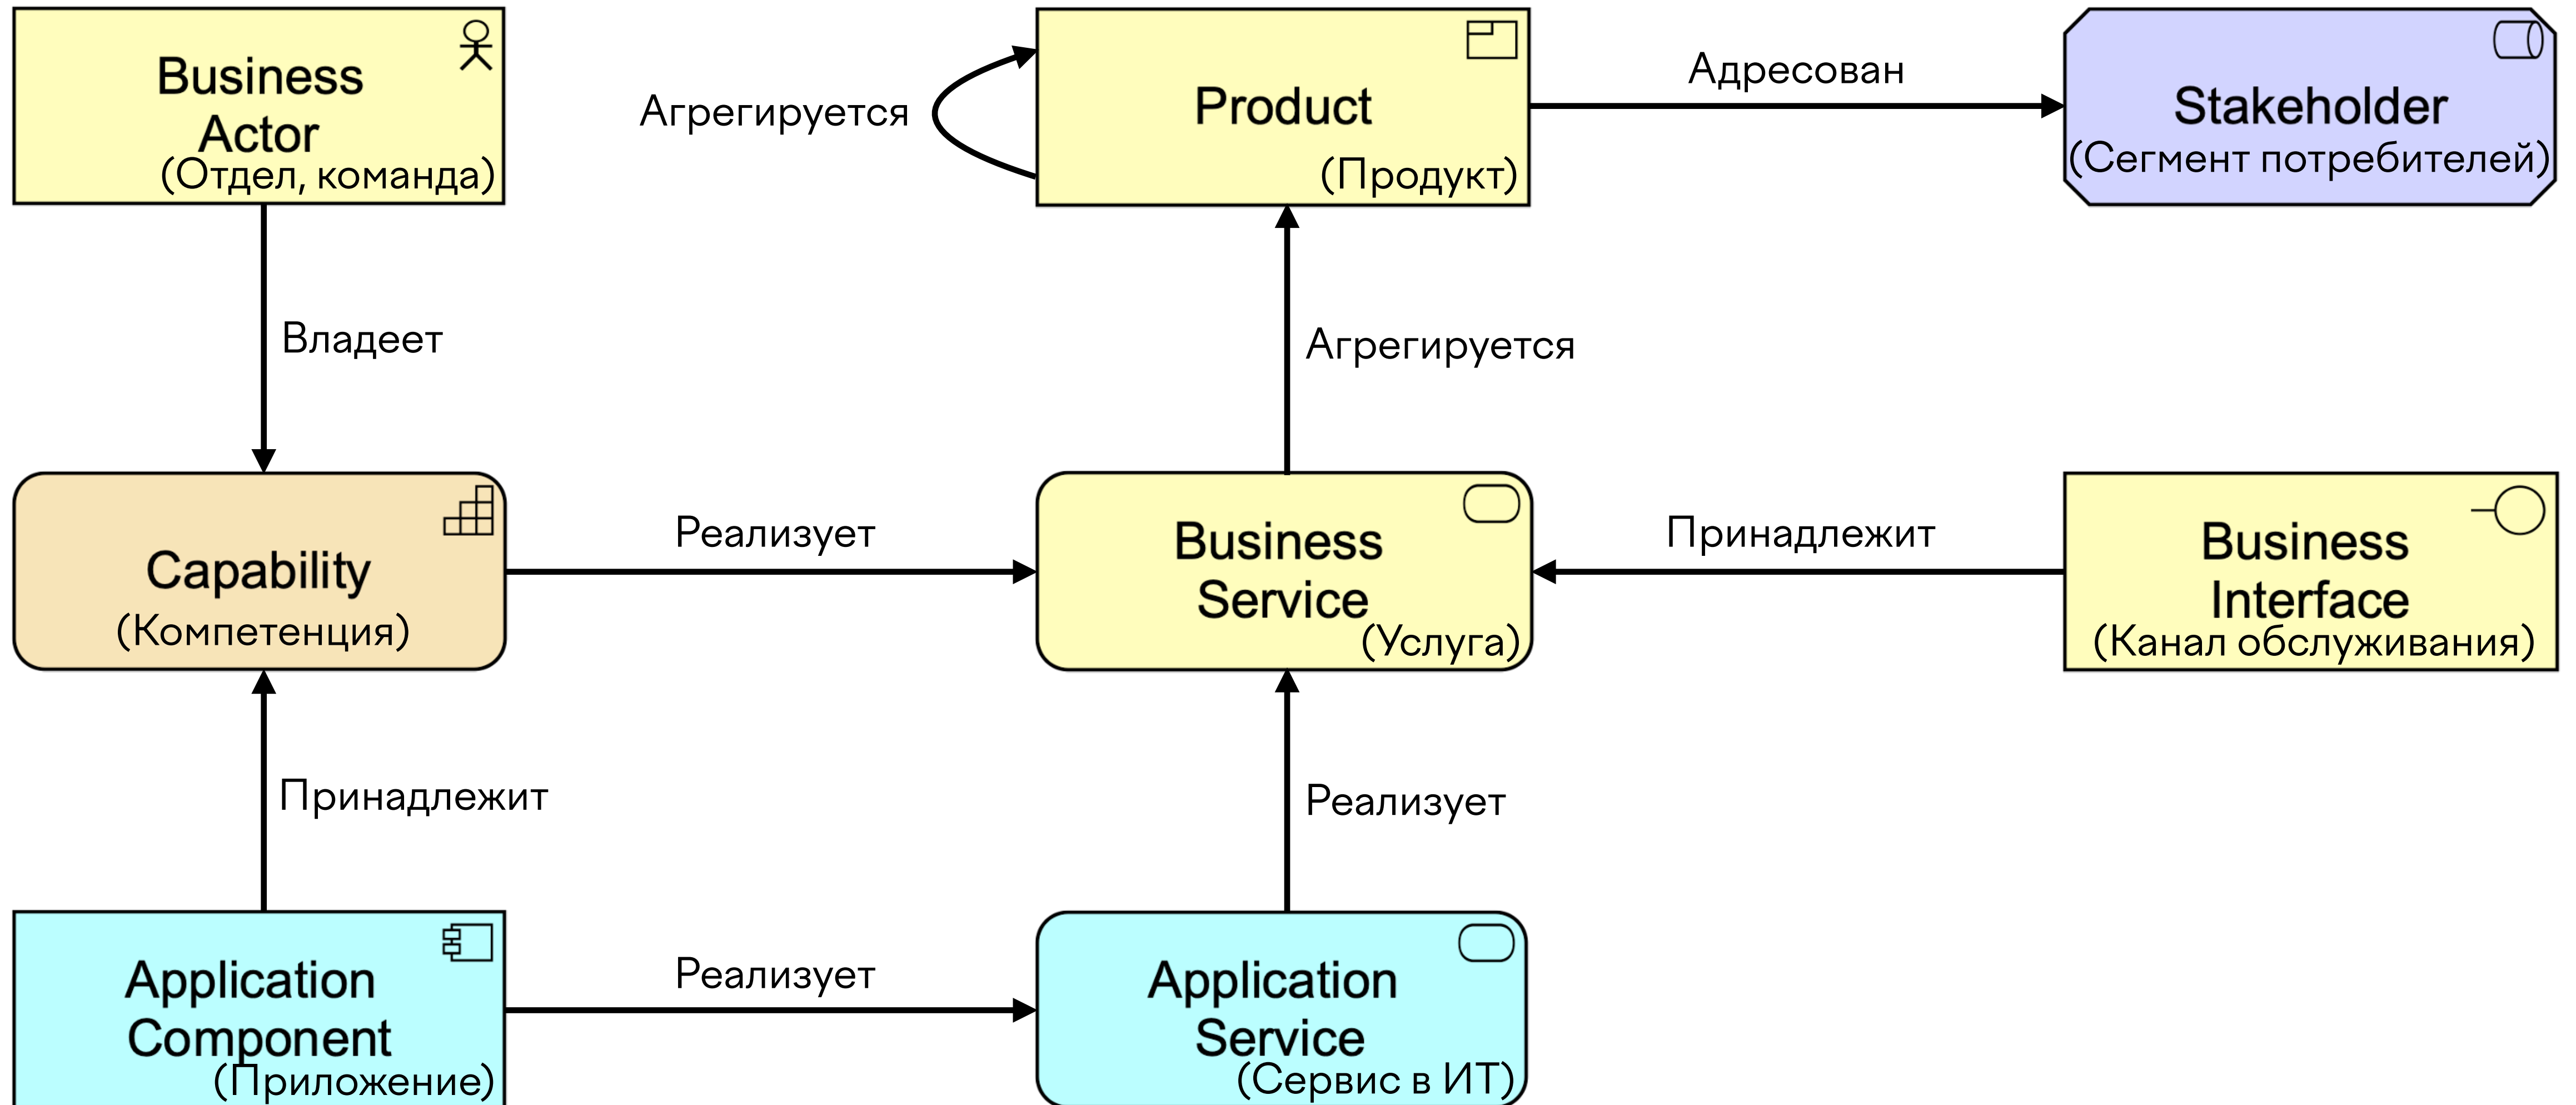 Business
Actor
(Отдел, команда)
Агрегируется
Product
(Продукт)
Адресован
Stakeholder
(Сегмент потребителей)
Владеет
Агрегируется
Capability
(Компетенция)
Реализует
Business
Service
(Услуга)
Принадлежит
Business
Interface
(Канал обслуживания)
Принадлежит
Реализует
Application
Component
(Приложение)
Реализует
Application
Service
(Сервис в ИТ)